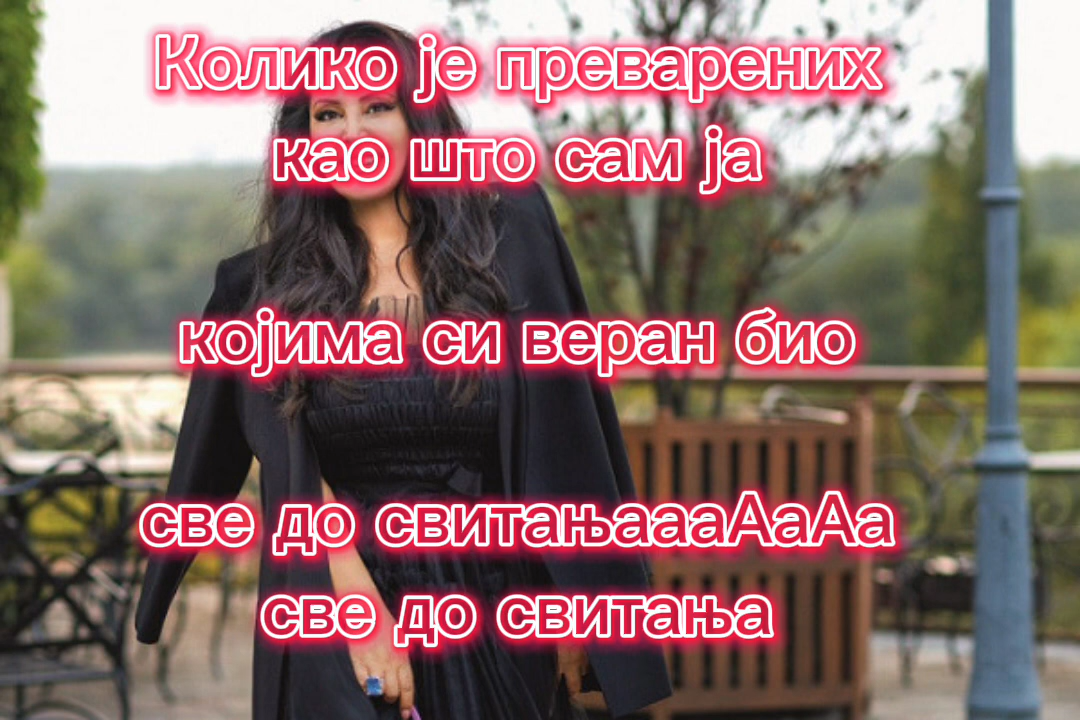 Колико је преварених
као што сам ја
којима си веран био
све до свитањаааАаАа
све до свитања